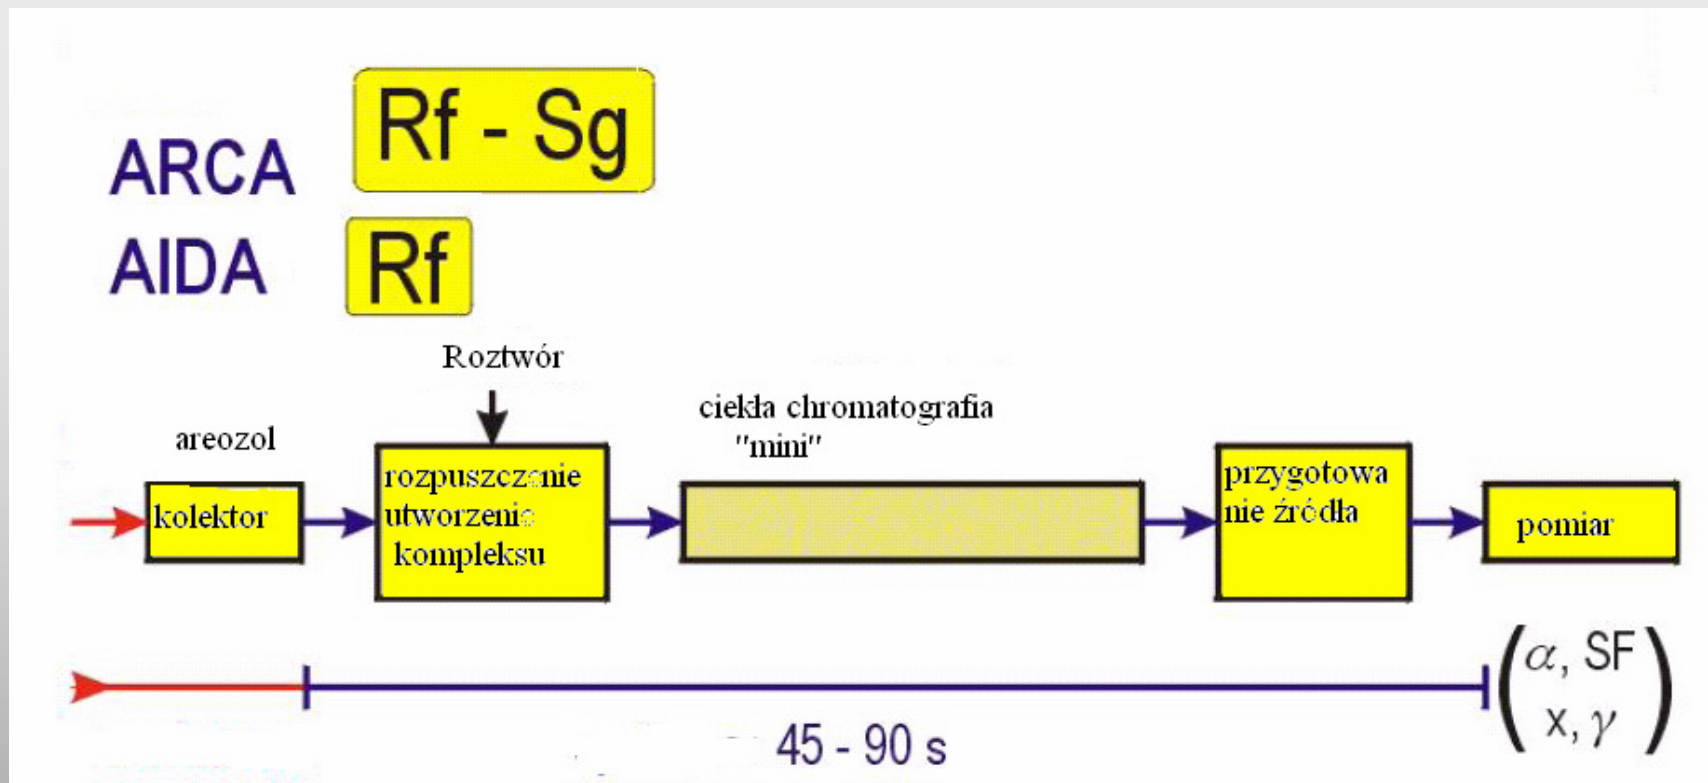 ARCA
Rf - Sg
AIDA
Rf
Roztwór
areozol
kolektor
rozpuszczenie
utworzenie
kompleksu
ciekła chromatografia
"mini"
przygotowa
nie źródła
pomiar
45 - 90 s
(α, SF
x, γ)